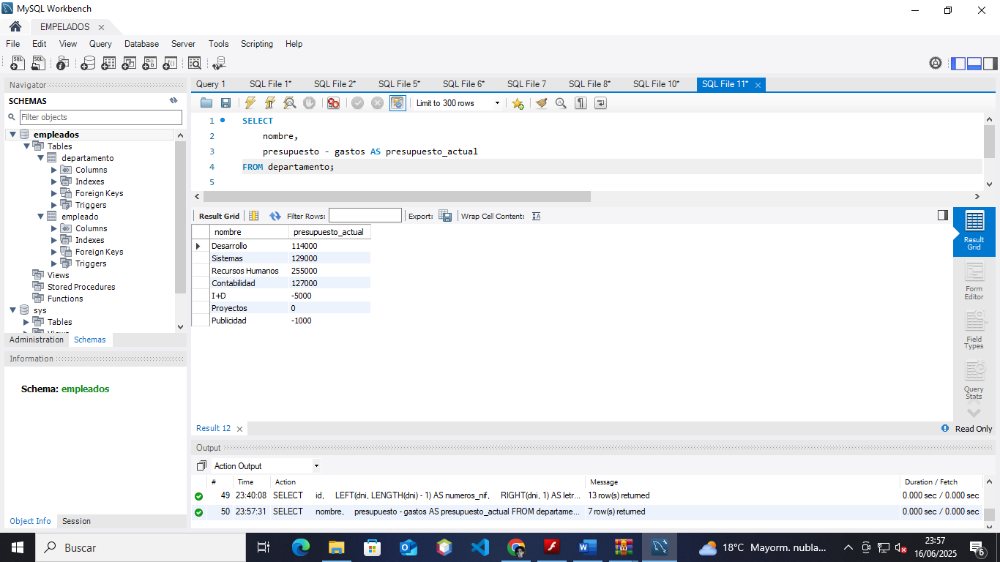 MySQL Workbench
EMPELADOS
File Edit View Query Database Server Tools Scripting Help
Navigator
SCHEMAS
Filter objects
empleados
Tables
departamento
Columns
Indexes
Foreign Keys
Triggers
empleado
Columns
Indexes
Foreign Keys
Triggers
Views
Stored Procedures
Functions
sys
Tables
Views
Administration Schemas
Information
Schema: empleados
Object Info Session
Query 1 SQL File 1* SQL File 2* SQL File 5* SQL File 6* SQL File 7 SQL File 8* SQL File 10* SQL File 11*
Limit to 300 rows
1 SELECT
2 nombre,
3 presupuesto - gastos AS presupuesto_actual
4 FROM departamento;
5
Result Grid Filter Rows: Export: Wrap Cell Content:
nombre presupuesto_actual
Desarrollo 114000
Sistemas 129000
Recursos Humanos 255000
Contabilidad 127000
I+D -5000
Proyectos 0
Publicidad -1000
Result Grid
Form Editor
Field Types
Query Stats
Result 12
Read Only
Output
Action Output
# Time Action Message Duration / Fetch
49 23:40:08 SELECT id, LEFT(dni, LENGTH(dni) - 1) AS numeros_nif, RIGHT(dni, 1) AS letr... 13 row(s) returned 0.000 sec / 0.000 sec
50 23:57:31 SELECT nombre, presupuesto - gastos AS presupuesto_actual FROM departame... 7 row(s) returned 0.000 sec / 0.000 sec
Buscar
18°C Mayorm. nubla...
23:57
16/06/2025
6